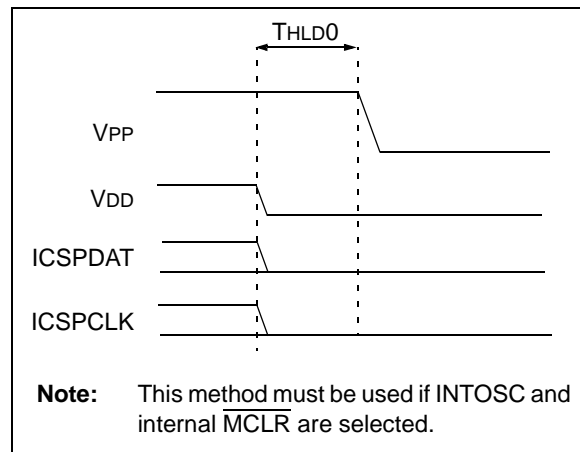 THLD0
VPP
VDD
ICSPDAT
ICSPCLK
Note: This method must be used if INTOSC and
internal MCLR are selected.